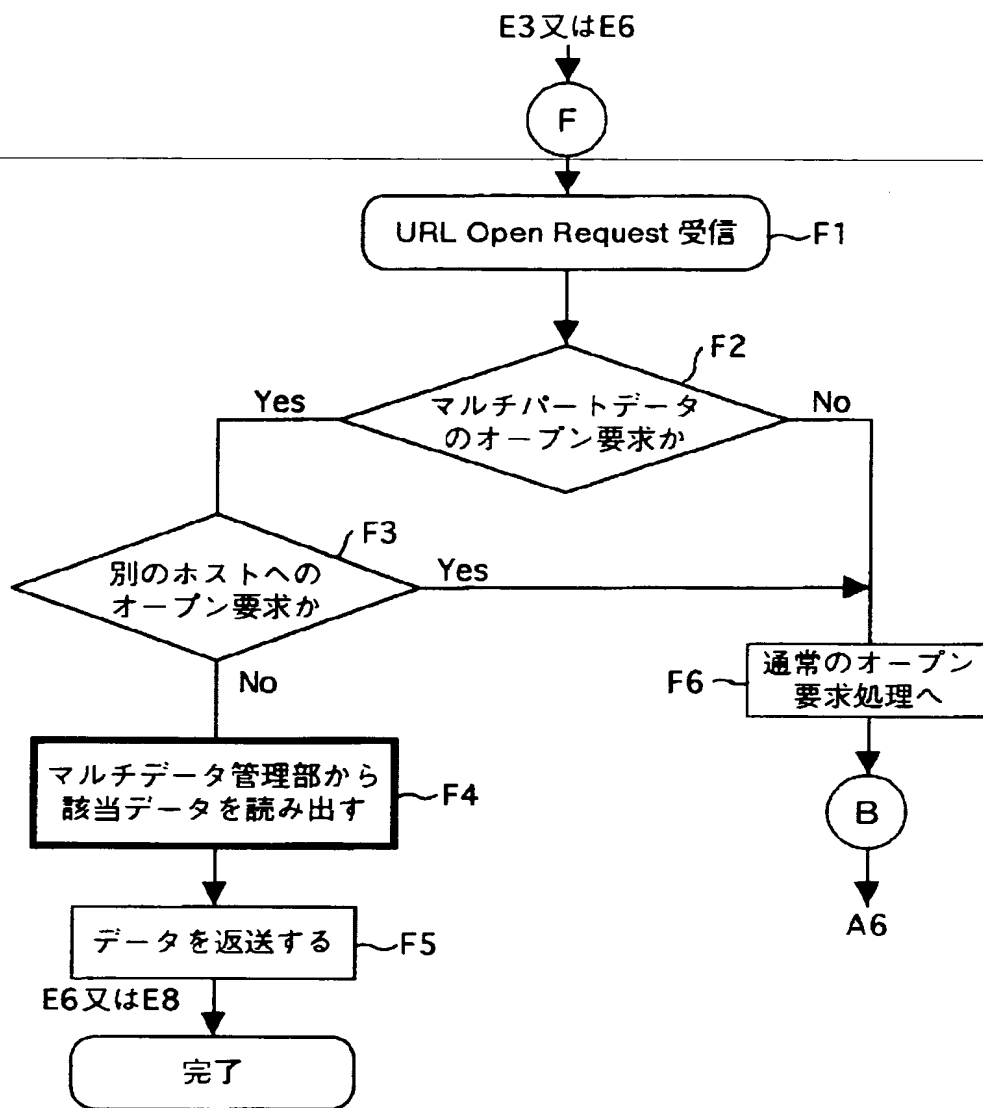 E3又はE6
F
URL Open Request 受信
F1
F2
マルチパートデータ
のオープン要求か
Yes
No
F3
別のホストへの
オープン要求か
Yes
No
通常のオープン
要求処理へ
F6
マルチデータ管理部から
該当データを読み出す
F4
B
A6
データを返送する
F5
E6又はE8
完了